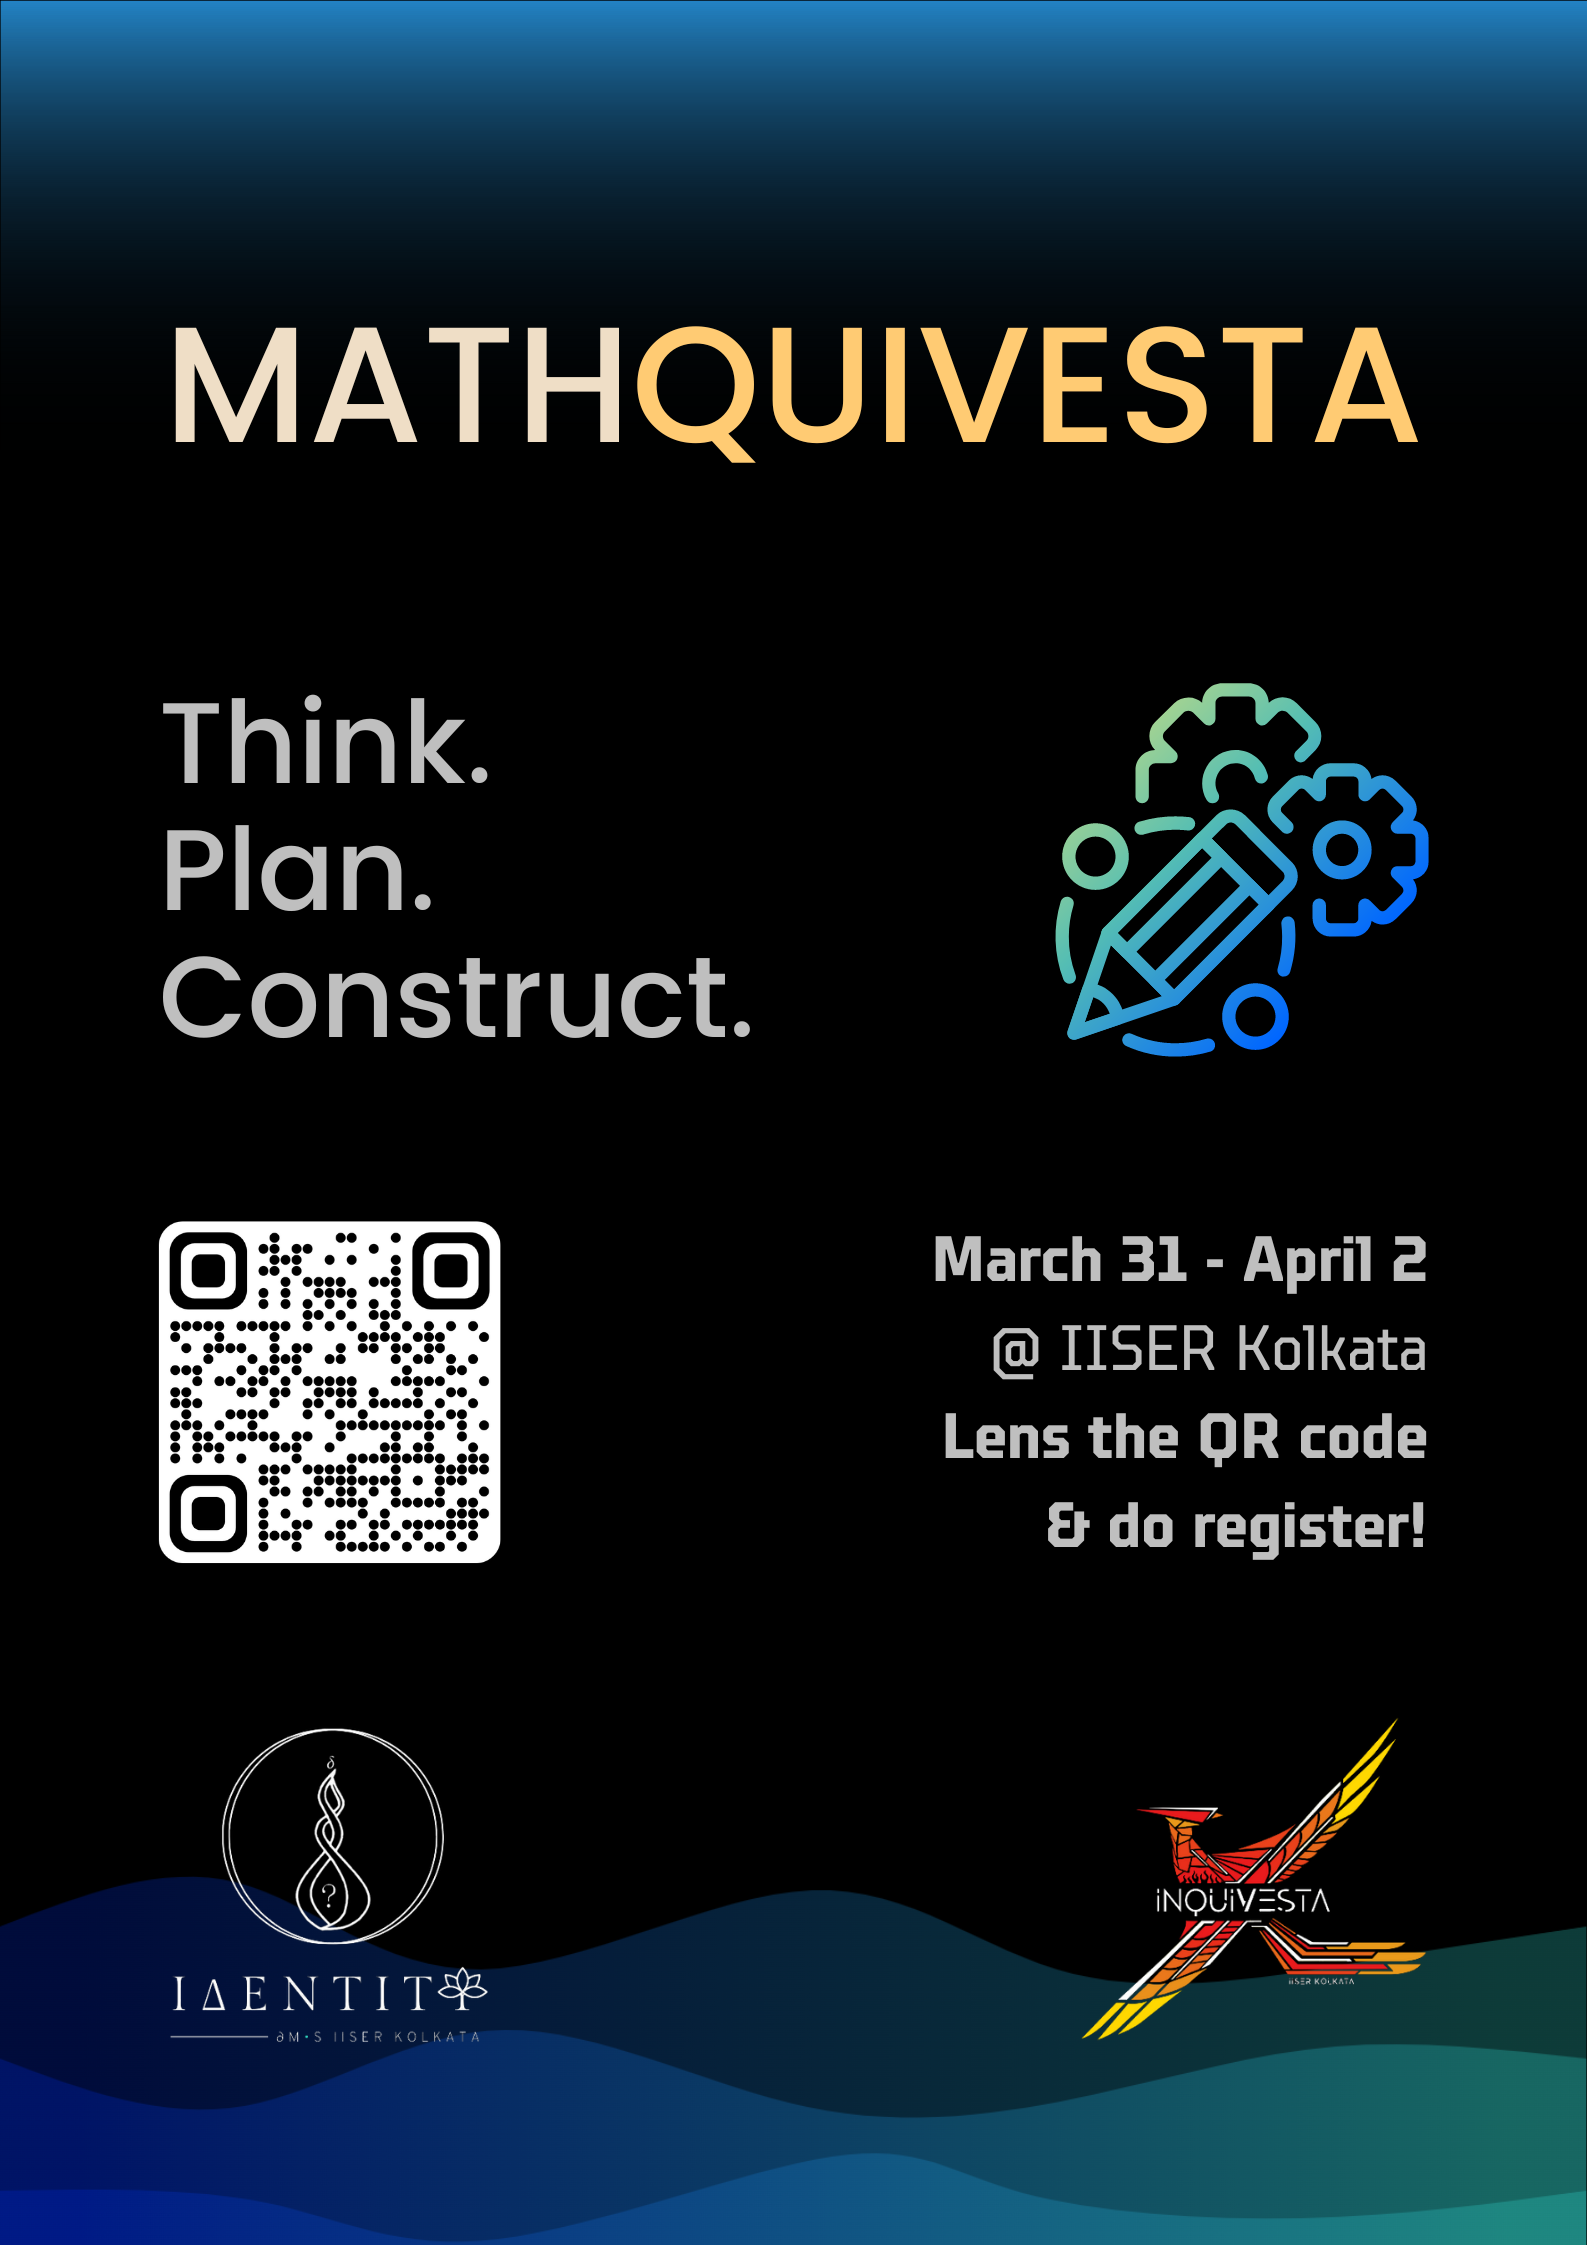 MATHQUIVESTA
Think.
Plan.
Construct.
March 31 - April 2
@ IISER Kolkata
Lens the QR code
& do register!
δ
?
IΔENTITY
∂M•S IISER KOLKATA
iNQUiVESTA
IISER KOLKATA